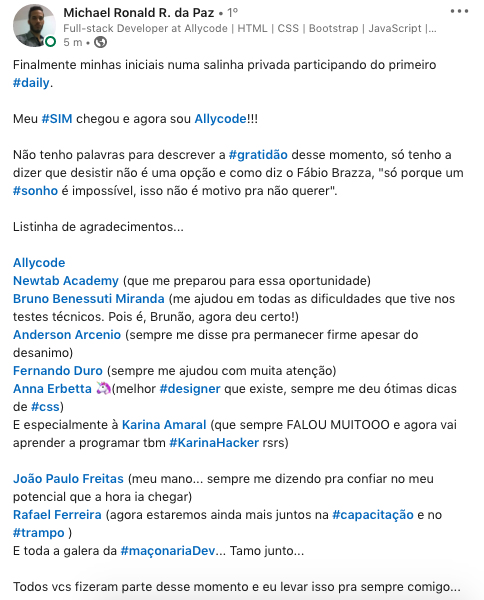 Michael Ronald R. da Paz • 1º
Full-stack Developer at Allycode | HTML | CSS | Bootstrap | JavaScript |...
5 m •
Finalmente minhas iniciais numa salinha privada participando do primeiro
#daily.
Meu #SIM chegou e agora sou Allycode!!!
Não tenho palavras para descrever a #gratidão desse momento, só tenho a
dizer que desistir não é uma opção e como diz o Fábio Brazza, "só porque um
#sonho é impossível, isso não é motivo pra não querer".
Listinha de agradecimentos...
Allycode
Newtab Academy (que me preparou para essa oportunidade)
Bruno Benessuti Miranda (me ajudou em todas as dificuldades que tive nos
testes técnicos. Pois é, Brunão, agora deu certo!)
Anderson Arcenio (sempre me disse pra permanecer firme apesar do
desanimo)
Fernando Duro (sempre me ajudou com muita atenção)
Anna Erbetta 🦄(melhor #designer que existe, sempre me deu ótimas dicas
de #css)
E especialmente à Karina Amaral (que sempre FALOU MUITOOO e agora vai
aprender a programar tbm #KarinaHacker rsrs)
João Paulo Freitas (meu mano... sempre me dizendo pra confiar no meu
potencial que a hora ia chegar)
Rafael Ferreira (agora estaremos ainda mais juntos na #capacitação e no
#trampo )
E toda a galera da #maçonariaDev... Tamo junto...
Todos vcs fizeram parte desse momento e eu levar isso pra sempre comigo...